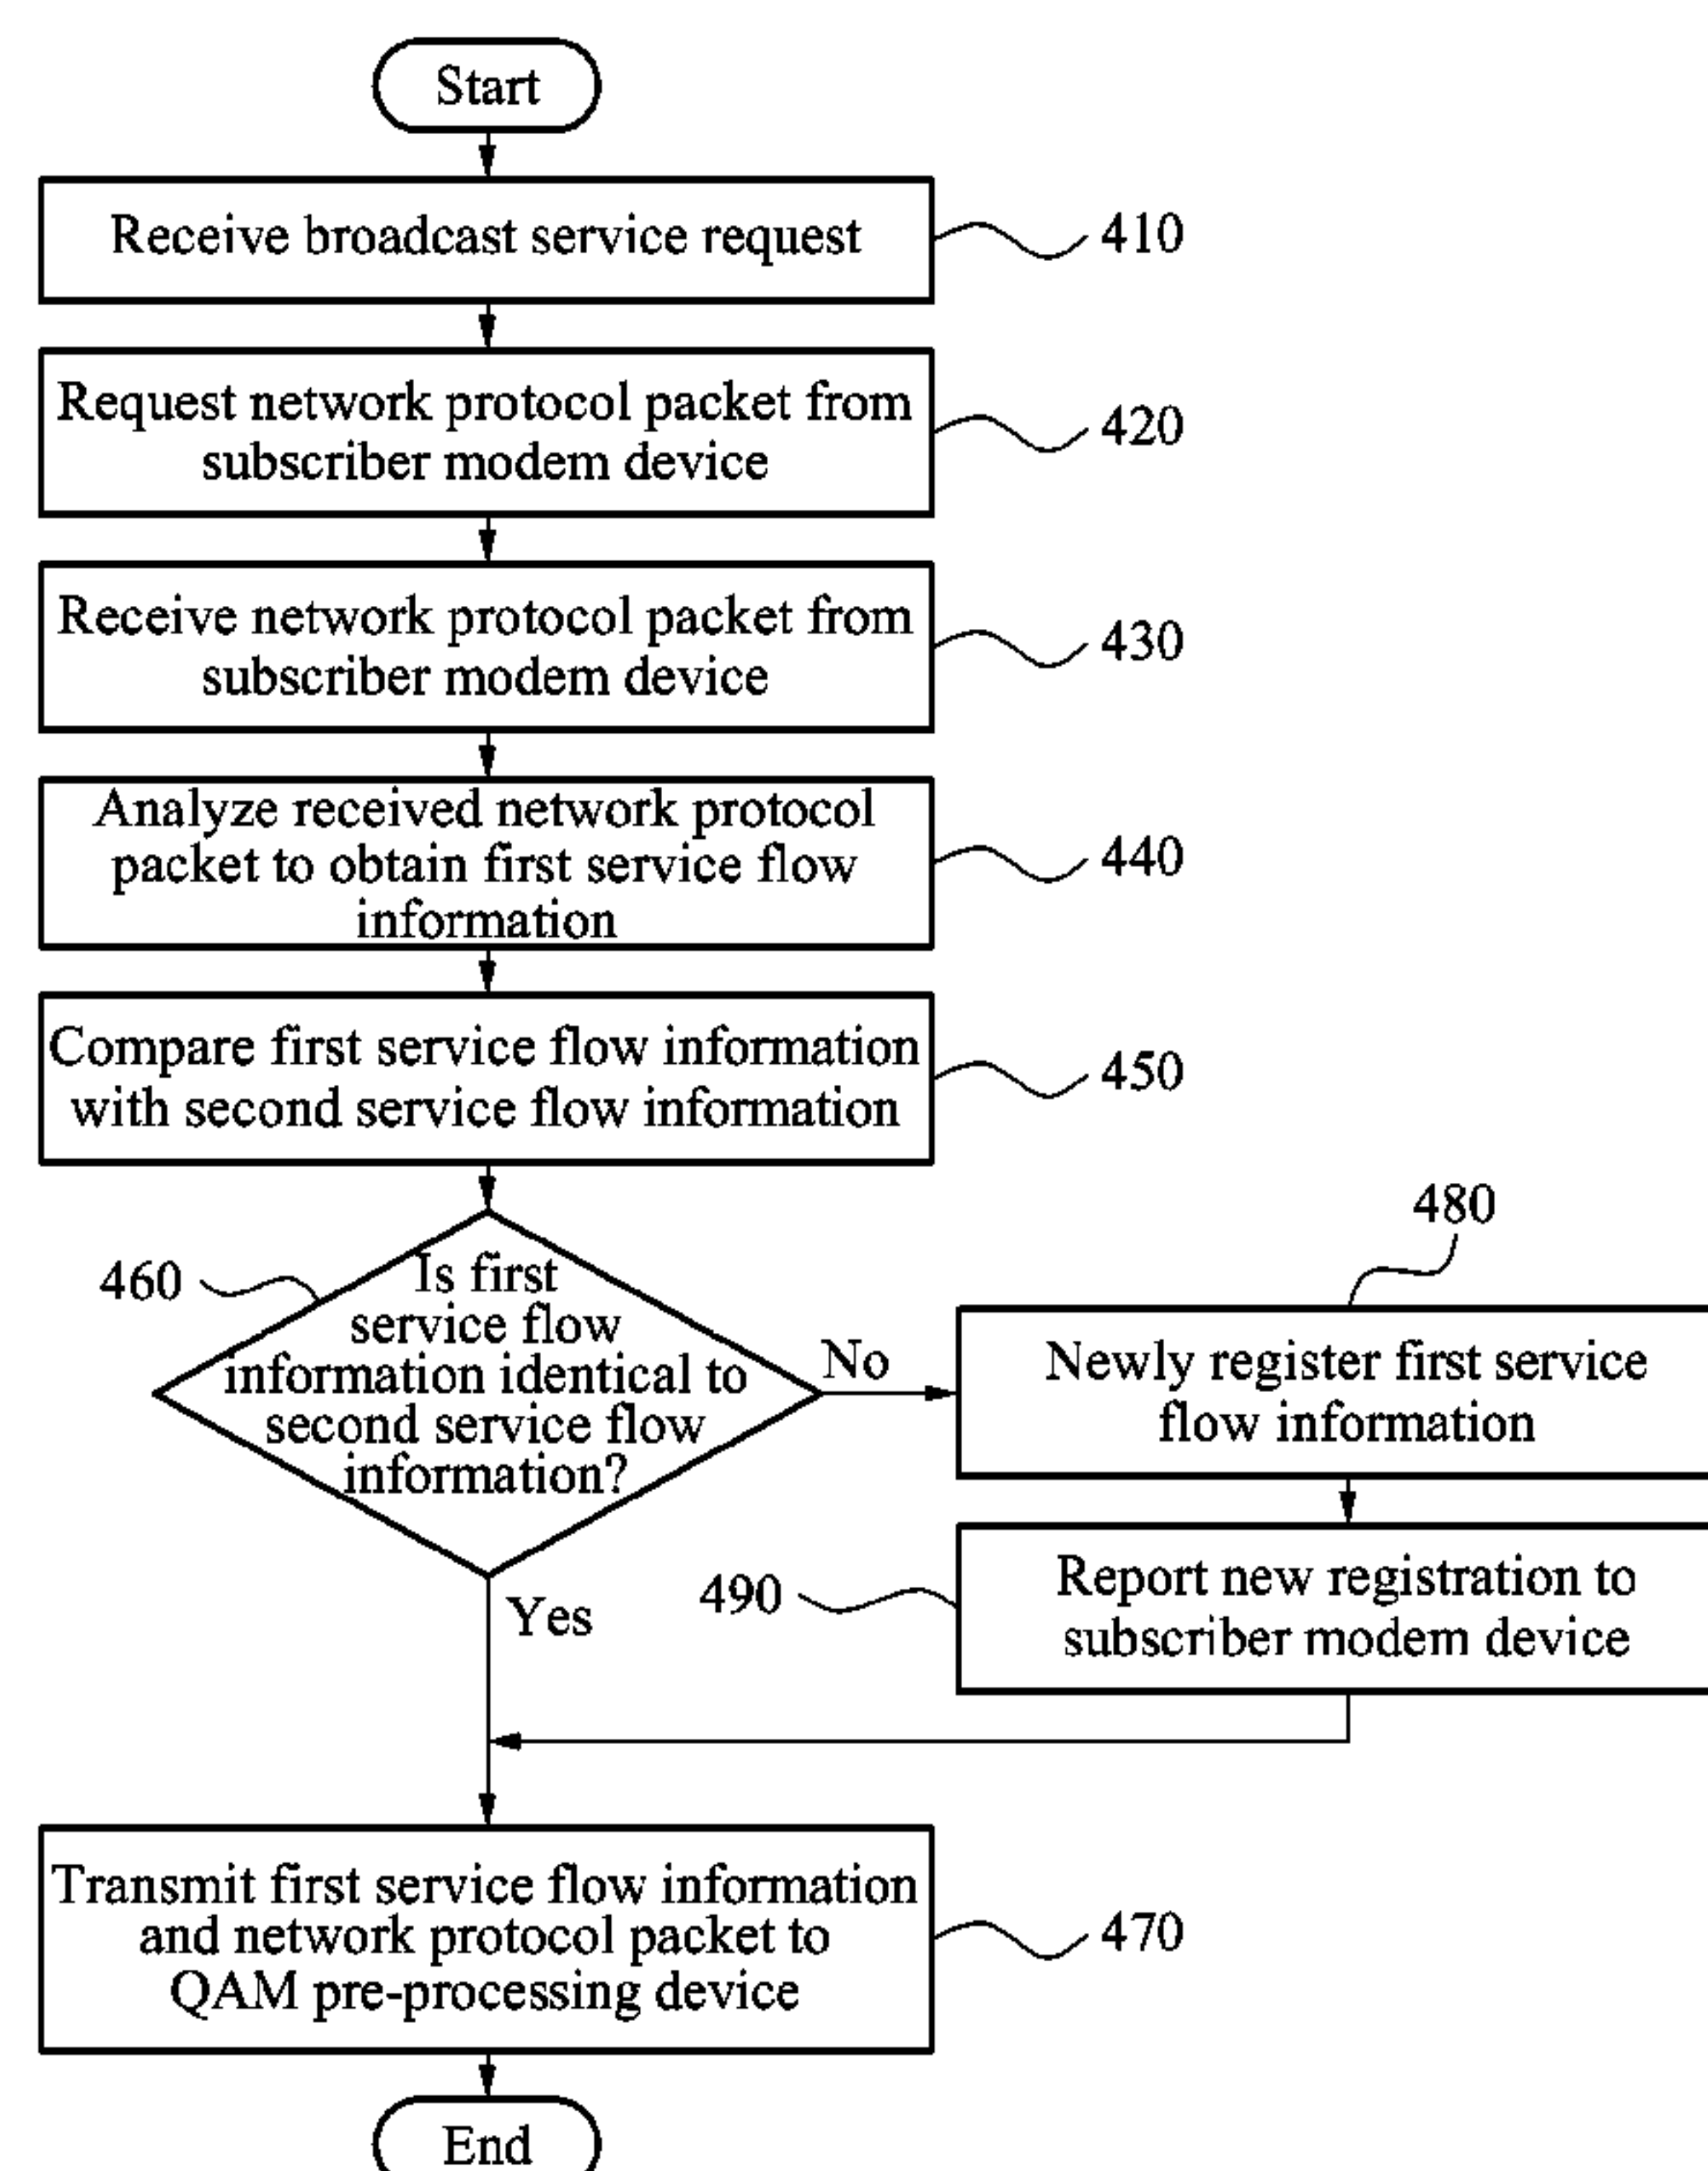 Start
Receive broadcast service request
410
Request network protocol packet from
subscriber modem device
420
Receive network protocol packet from
subscriber modem device
430
Analyze received network protocol
packet to obtain first service flow
information
440
Compare first service flow information
with second service flow information
450
460
Is first
service flow
information identical to
second service flow
information?
No
Yes
480
Newly register first service
flow information
490
Report new registration to
subscriber modem device
Transmit first service flow information
and network protocol packet to
QAM pre-processing device
470
End